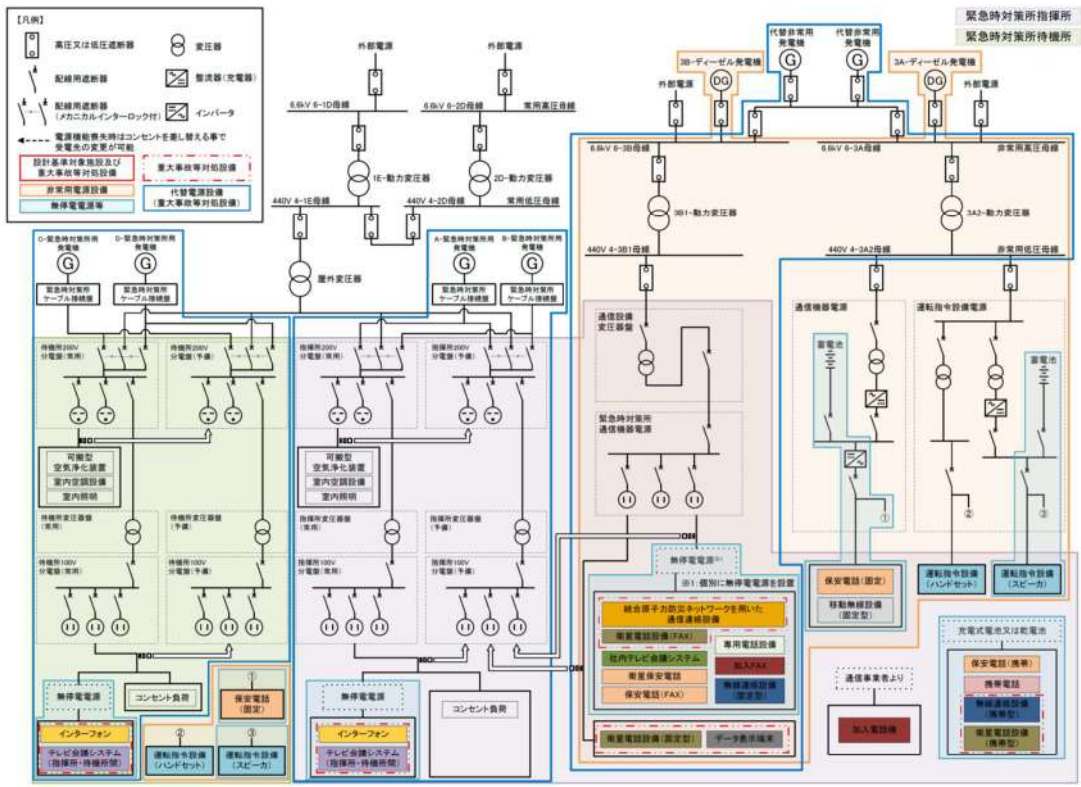 【凡例】
高圧又は低圧遮断器
変圧器
配線用遮断器
整流器(充電器)
配線用遮断器
(メカニカルインターロック付)
インバータ
電源機能喪失時はコンセントを差し替える事で
受電先の変更が可能
設計基準対象施設及び
重大事故等対処設備
重大事故等対処設備
非常用電源設備
代替電源設備
(重大事故等対処設備)
無停電電源等
緊急時対策所指揮所
緊急時対策所待機所
外部電源
外部電源
代替非常用
発電機
G
代替非常用
発電機
G
3B-ディーゼル発電機
DG
3A-ディーゼル発電機
DG
外部電源
外部電源
6.6kV 6-1D母線
6.6kV 6-2D母線
常用高圧母線
6.6kV 6-3B母線
6.6kV 6-3A母線
非常用高圧母線
1E-動力変圧器
2D-動力変圧器
3B1-動力変圧器
3A2-動力変圧器
440V 4-1E母線
440V 4-2D母線
常用低圧母線
440V 4-3B1母線
440V 4-3A2母線
非常用低圧母線
C-緊急時対策所用
発電機
G
D-緊急時対策所用
発電機
G
屋外変圧器
A-緊急時対策所用
発電機
G
B-緊急時対策所用
発電機
G
緊急時対策所
ケーブル接続盤
緊急時対策所
ケーブル接続盤
緊急時対策所
ケーブル接続盤
緊急時対策所
ケーブル接続盤
待機所200V
分電盤(常用)
待機所200V
分電盤(予備)
指揮所200V
分電盤(常用)
指揮所200V
分電盤(予備)
通信設備
変圧器盤
通信機器電源
運転指令設備電源
蓄電池
蓄電池
緊急時対策所
通信機器電源
可搬型
空気浄化装置
室内空調設備
室内照明
可搬型
空気浄化装置
室内空調設備
室内照明
待機所変圧器盤
(常用)
待機所変圧器盤
(予備)
指揮所変圧器盤
(常用)
指揮所変圧器盤
(予備)
①
②
③
待機所100V
分電盤(常用)
待機所100V
分電盤(予備)
指揮所100V
分電盤(常用)
指揮所100V
分電盤(予備)
無停電電源※1
※1:個別に無停電電源を設置
統合原子力防災ネットワークを用いた
通信連絡設備
衛星電話設備(FAX)
専用電話設備
社内テレビ会議システム
加入FAX
衛星保安電話
無線連絡設備
(固定型)
保安電話(FAX)
衛星電話設備(固定型)
データ表示端末
保安電話(固定)
移動無線設備
(固定型)
運転指令設備
(ハンドセット)
運転指令設備
(スピーカ)
通信事業者より
加入電話機
充電式電池又は乾電池
保安電話(携帯)
携帯電話
無線連絡設備
(携帯型)
衛星電話設備
(携帯型)
無停電電源
コンセント負荷
インターフォン
テレビ会議システム
(指揮所・待機所間)
①
保安電話
(固定)
②
運転指令設備
(ハンドセット)
③
運転指令設備
(スピーカ)
無停電電源
コンセント負荷
インターフォン
テレビ会議システム
(指揮所・待機所間)